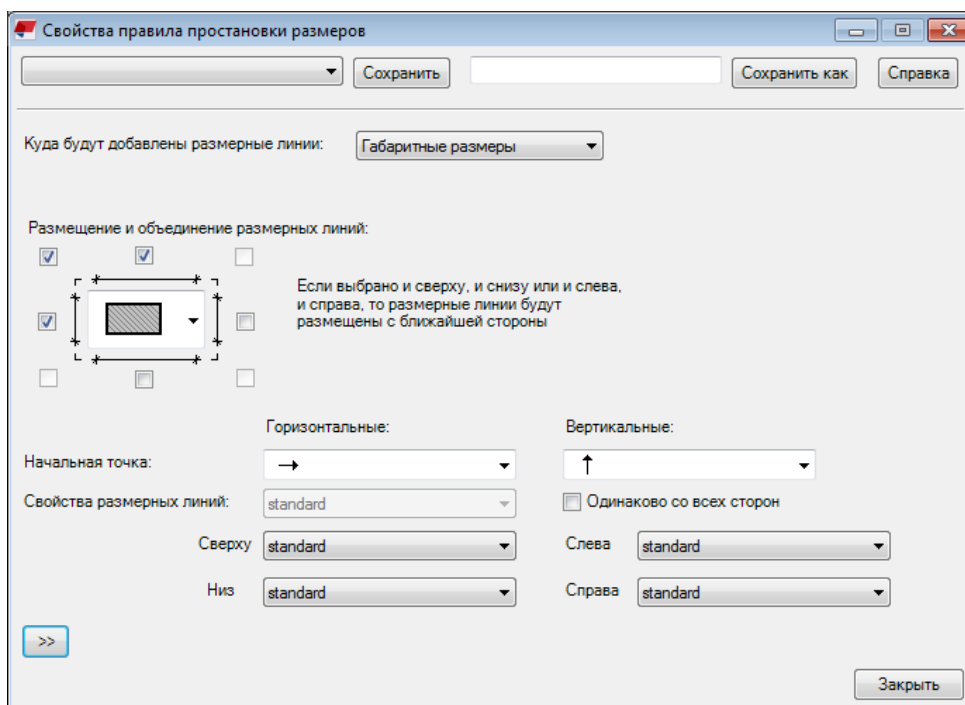 Свойства правила простановки размеров
Сохранить Сохранить как Справка
Куда будут добавлены размерные линии: Габаритные размеры
Размещение и объединение размерных линий:
Если выбрано и сверху, и снизу или и слева,
и справа, то размерные линии будут
размещены с ближайшей стороны
Горизонтальные: Вертикальные:
Начальная точка:
Свойства размерных линий: standard Одинаково со всех сторон
Сверху standard Слева standard
Низ standard Справа standard
>>
Закрыть